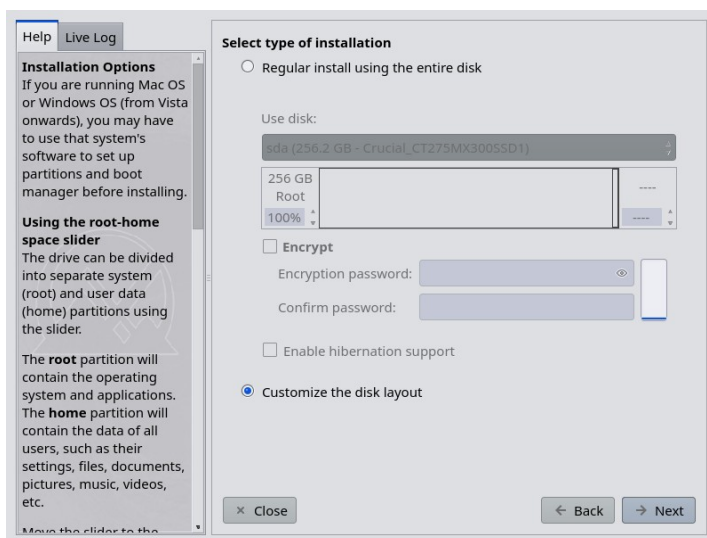 Help
Live Log
Installation Options
If you are running Mac OS
or Windows OS (from Vista
onwards), you may have
to use that system's
software to set up
partitions and boot
manager before installing.
Using the root-home
space slider
The drive can be divided
into separate system
(root) and user data
(home) partitions using
the slider.
The root partition will
contain the operating
system and applications.
The home partition will
contain the data of all
users, such as their
settings, files, documents,
pictures, music, videos,
etc.
Move the slider to the
Select type of installation
Regular install using the entire disk
Use disk:
sda (256.2 GB - Crucial_CT275MX300SSD1)
256 GB
Root
100%
----
----
Encrypt
Encryption password:
Confirm password:
Enable hibernation support
Customize the disk layout
Close
Back
Next